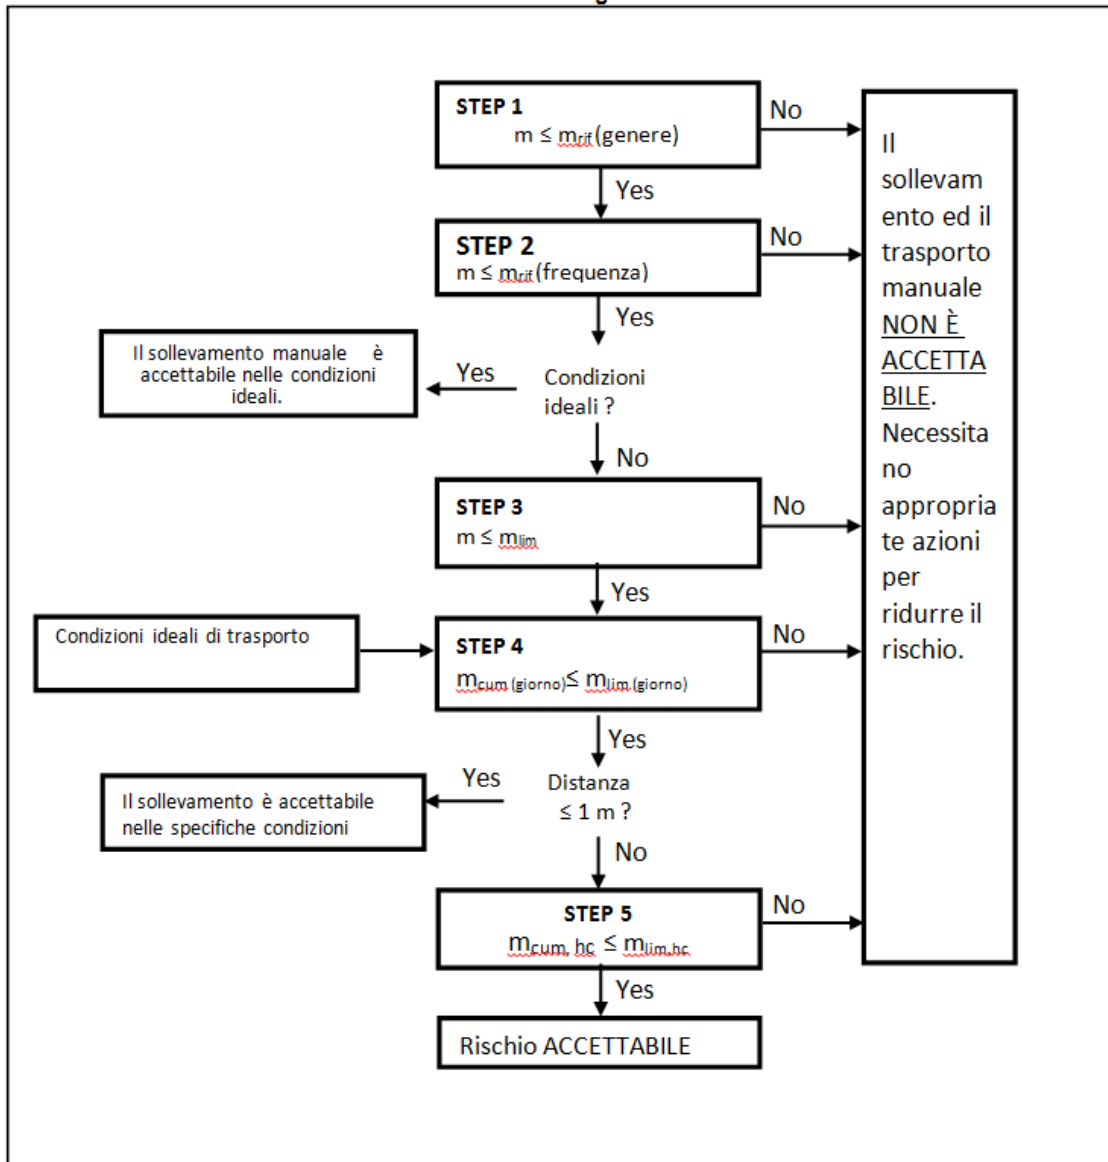 STEP 1
m ≤ mrif (genere)
No
Yes
STEP 2
m ≤ mrif (frequenza)
No
Yes
Il sollevamento manuale è
accettabile nelle condizioni
ideali.
Yes
Condizioni
ideali ?
No
STEP 3
m ≤ mlim
No
Yes
Condizioni ideali di trasporto
STEP 4
mcum (giorno) ≤ mlim (giorno)
No
Yes
Il sollevamento è accettabile
nelle specifiche condizioni
Yes
Distanza
≤ 1 m ?
No
STEP 5
mcum, hc ≤ mlim,hc
No
Yes
Rischio ACCETTABILE
Il
sollevam
ento ed il
trasporto
manuale
NON È
ACCETTA
BILE.
Necessita
no
appropria
te azioni
per
ridurre il
rischio.